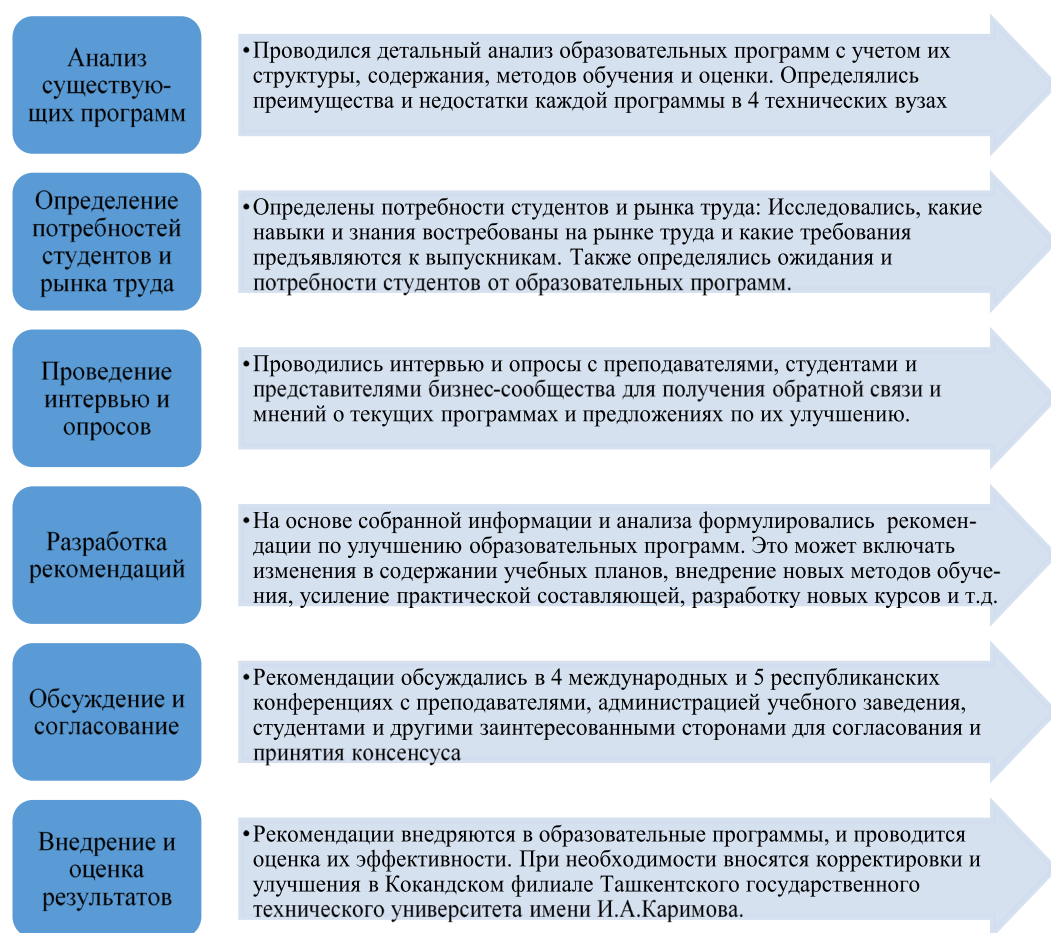 Анализ
существую-
щих программ
•Проводился детальный анализ образовательных программ с учетом их
структуры, содержания, методов обучения и оценки. Определялись
преимущества и недостатки каждой программы в 4 технических вузах
Определение
потребностей
студентов и
рынка труда
•Определены потребности студентов и рынка труда: Исследовались, какие
навыки и знания востребованы на рынке труда и какие требования
предъявляются к выпускникам. Также определялись ожидания и
потребности студентов от образовательных программ.
Проведение
интервью и
опросов
•Проводились интервью и опросы с преподавателями, студентами и
представителями бизнес-сообщества для получения обратной связи и
мнений о текущих программах и предложениях по их улучшению.
Разработка
рекомендаций
•На основе собранной информации и анализа формулировались рекомен-
дации по улучшению образовательных программ. Это может включать
изменения в содержании учебных планов, внедрение новых методов обуче-
ния, усиление практической составляющей, разработку новых курсов и т.д.
Обсуждение и
согласование
•Рекомендации обсуждались в 4 международных и 5 республиканских
конференциях с преподавателями, администрацией учебного заведения,
студентами и другими заинтересованными сторонами для согласования и
принятия консенсуса
Внедрение и
оценка
результатов
•Рекомендации внедряются в образовательные программы, и проводится
оценка их эффективности. При необходимости вносятся корректировки и
улучшения в Кокандском филиале Ташкентского государственного
технического университета имени И.А.Каримова.